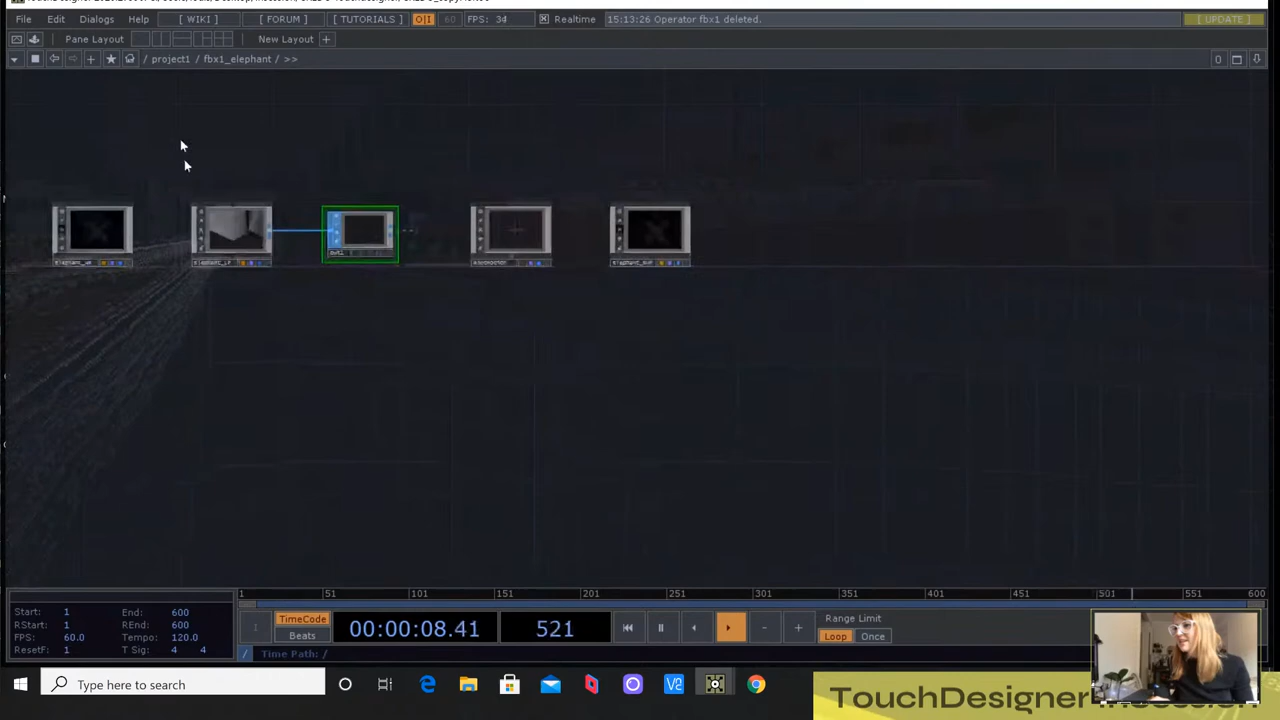 File Edit Dialogs Help [ WIKI ] [ FORUM ] [ TUTORIALS ] O|I 60 FPS: 34 Realtime 15:13:26 Operator fbx1 deleted. [ UPDATE ]
Pane Layout New Layout +
/ project1 / fbx1_elephant / >> 0
out1
1 51 101 151 201 251 301 351 401 451 501 551 600
Start: 1 End: 600
RStart: 1 REnd: 600
FPS: 60.0 Tempo: 120.0
ResetF: 1 T Sig: 4 4
TimeCode
Beats
00:00:08.41 521
Range Limit
Loop Once
/ Time Path: /
Type here to search
TouchDesigner